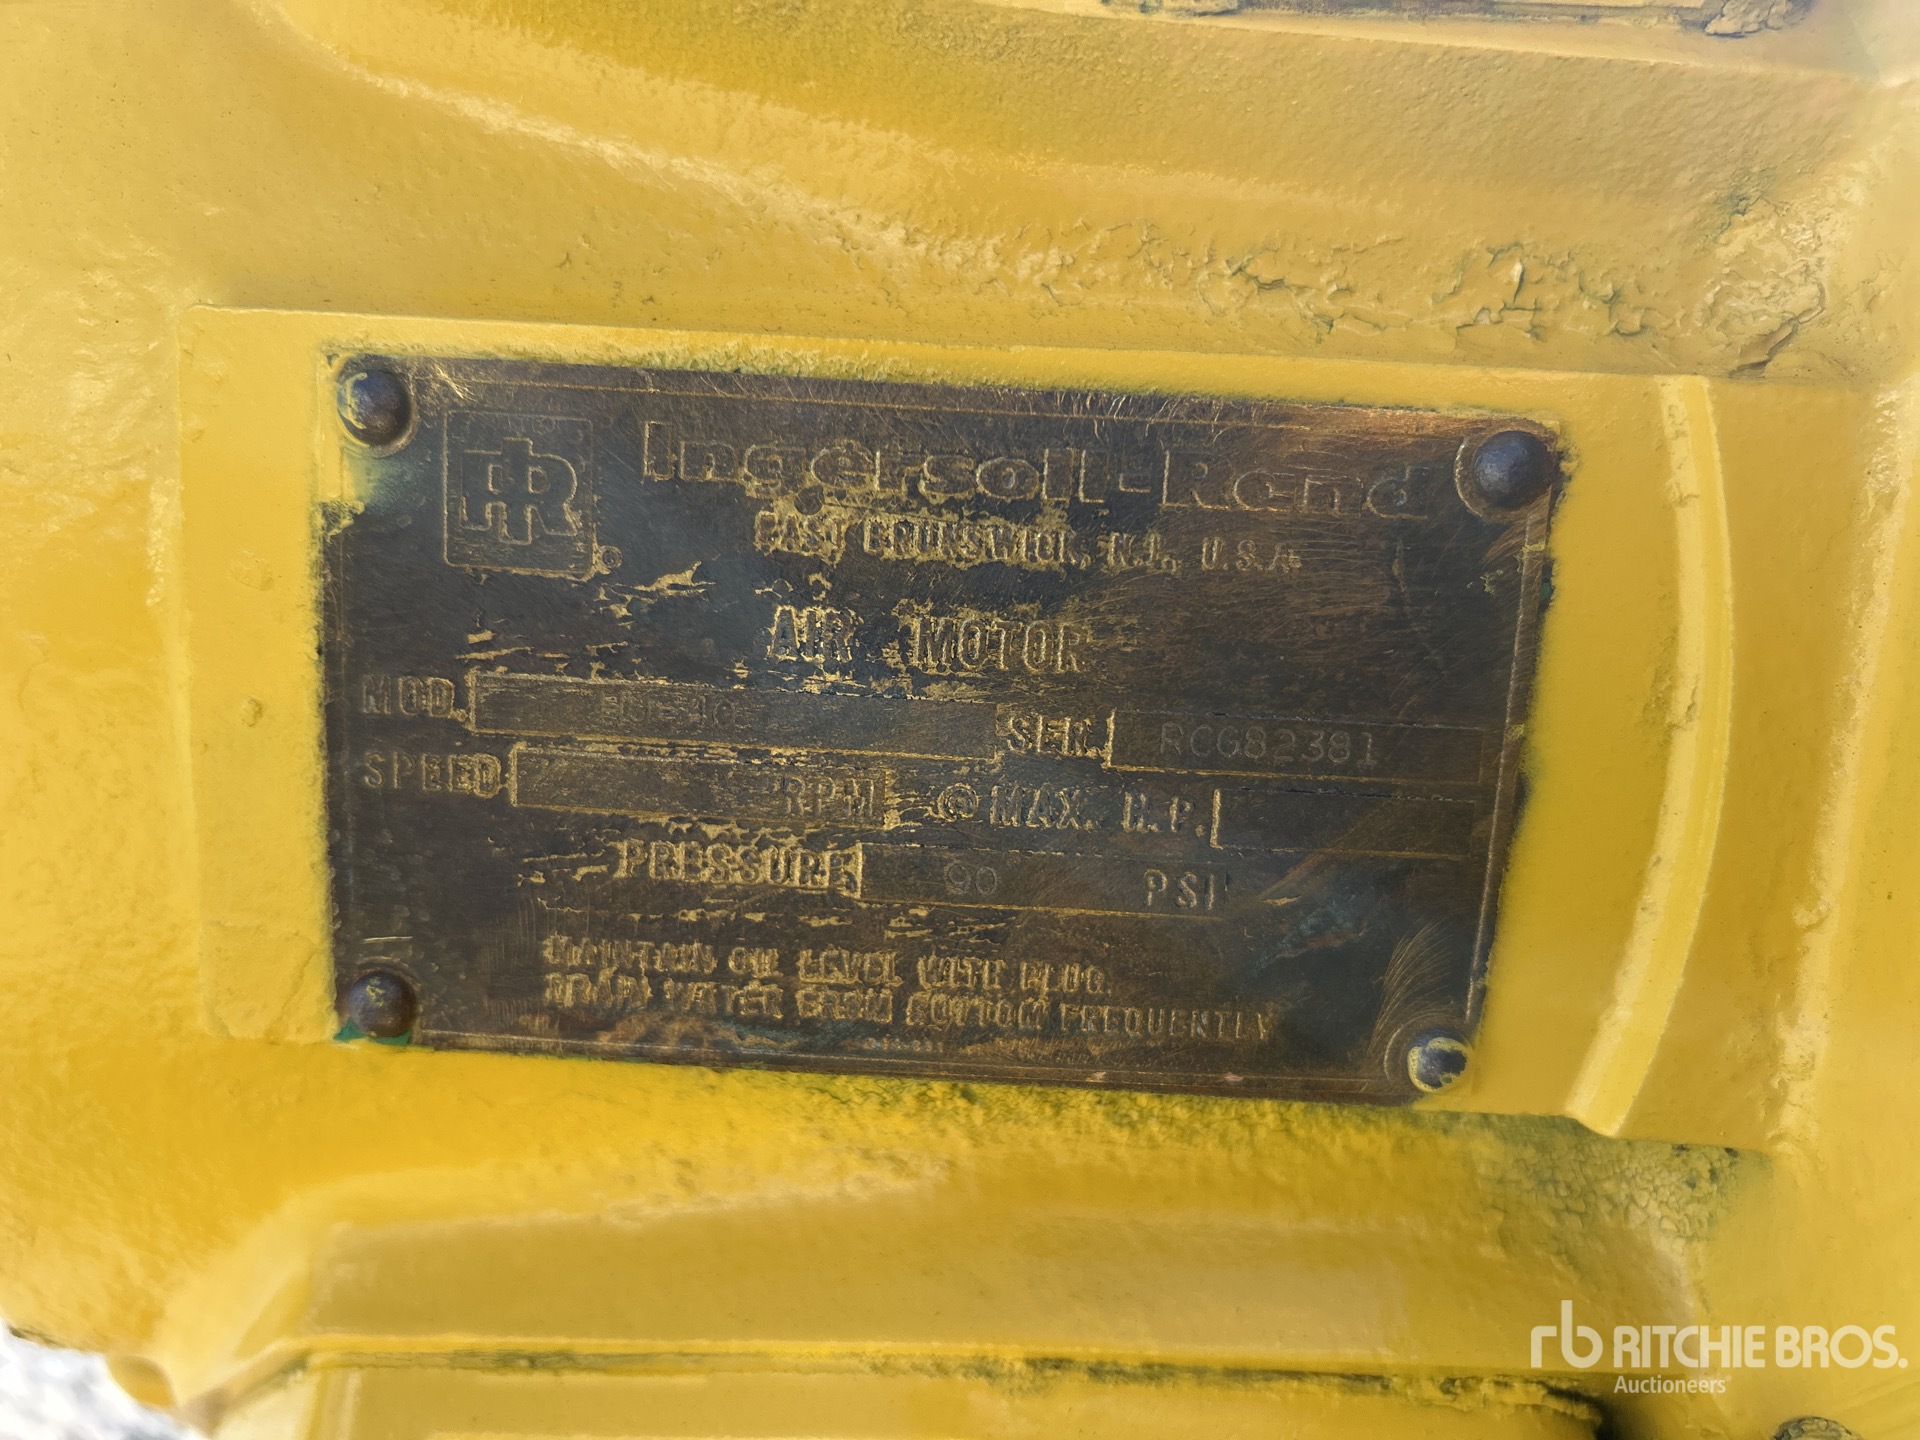 IR ®
Ingersoll-Rand
EAST BRUNSWICK, N.J., U.S.A.
AIR MOTOR
MOD. SER. RCG82381
SPEED RPM @ MAX. H.P.
PRESSURE 90 PSI
MAINTAIN OIL LEVEL WITH PLUG.
DRAIN WATER FROM BOTTOM FREQUENTLY
rb RITCHIE BROS.
Auctioneers